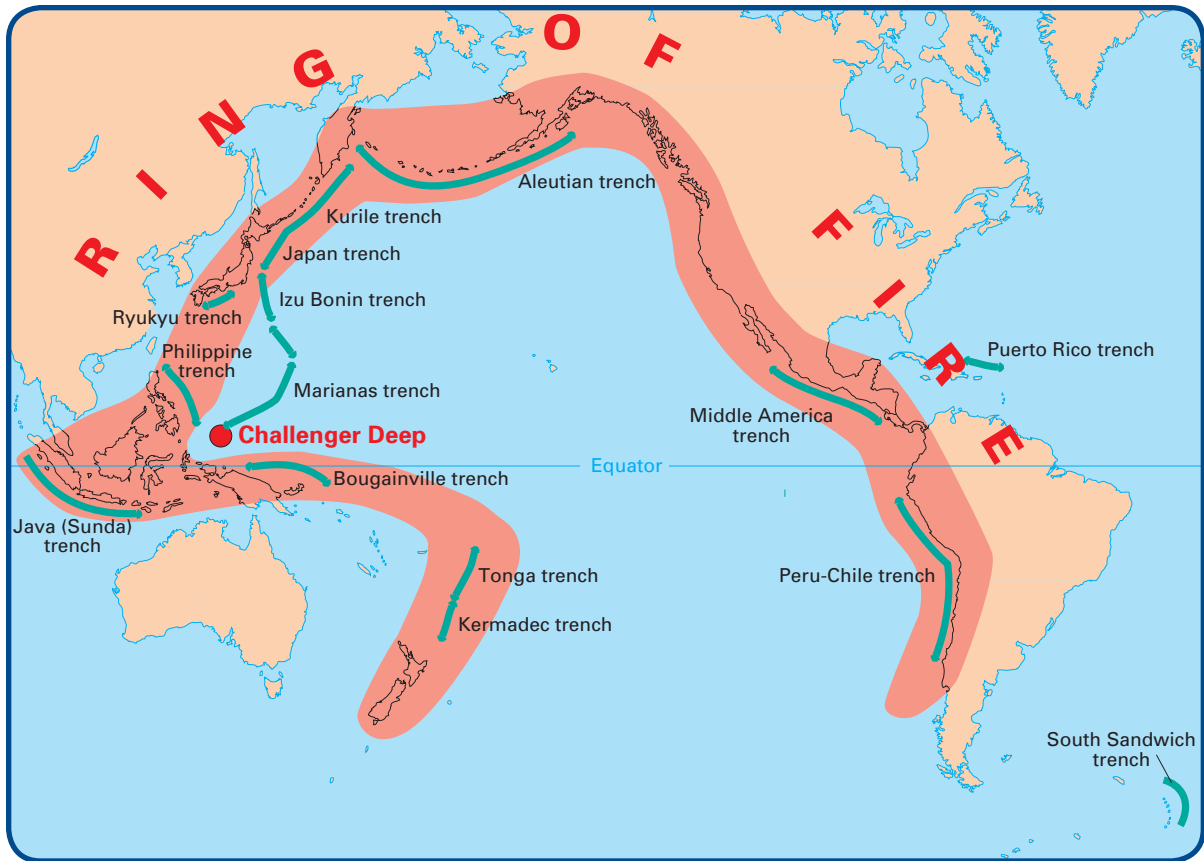 RING OF FIRE
Aleutian trench
Kurile trench
Japan trench
Izu Bonin trench
Ryukyu trench
Philippine
trench
Marianas trench
Challenger Deep
Puerto Rico trench
Middle America
trench
Equator
Bougainville trench
Java (Sunda)
trench
Tonga trench
Peru-Chile trench
Kermadec trench
South Sandwich
trench